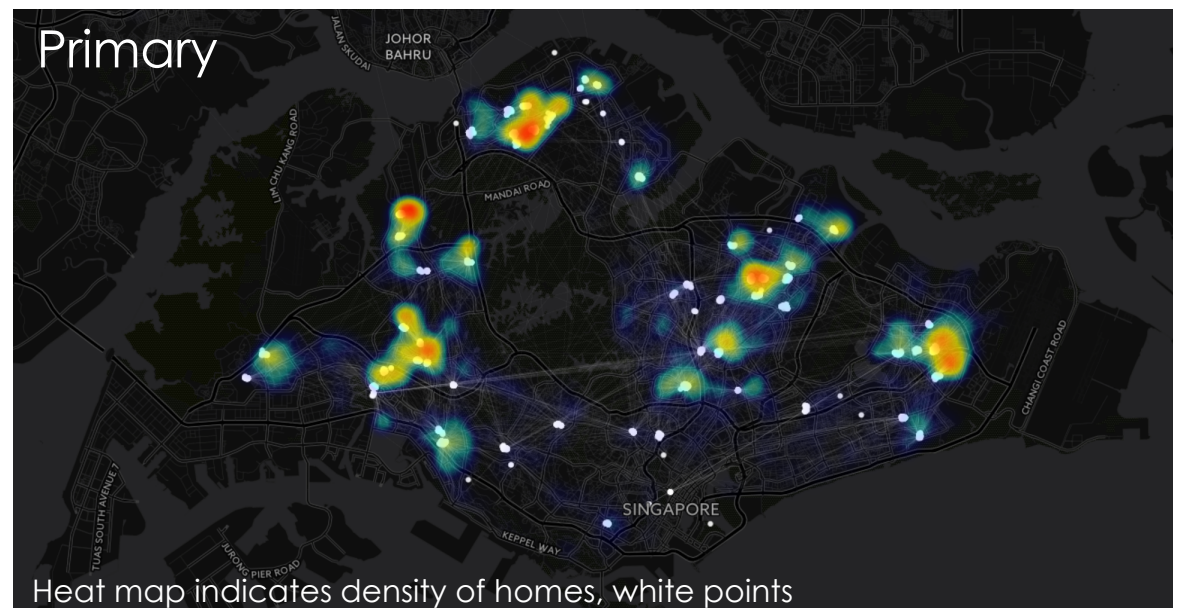 Primary
JOHOR
BAHRU
JALAN SKUDAI
LIM CHU KANG ROAD
MANDAI ROAD
CHANGI COAST ROAD
SINGAPORE
TUAS SOUTH AVENUE 7
KEPPEL WAY
JURONG PIER ROAD
Heat map indicates density of homes, white points